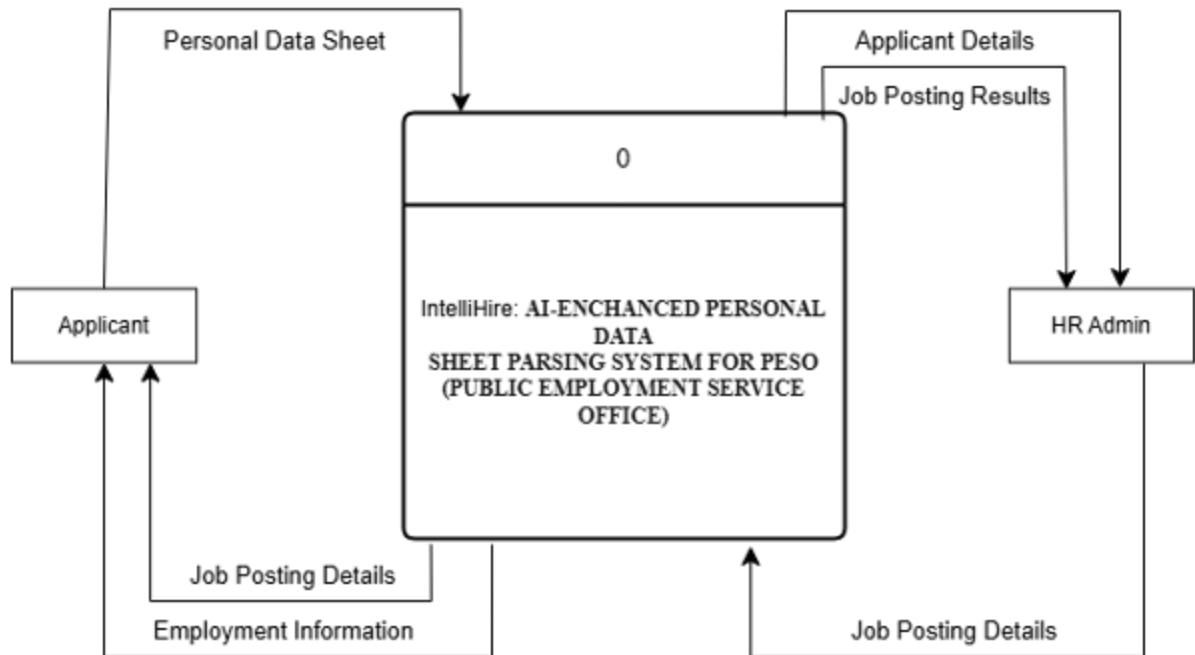 Personal Data Sheet
Applicant Details
Job Posting Results
0
Applicant
IntelliHire: AI-ENCHANCED PERSONAL
DATA
SHEET PARSING SYSTEM FOR PESO
(PUBLIC EMPLOYMENT SERVICE
OFFICE)
HR Admin
Job Posting Details
Employment Information
Job Posting Details